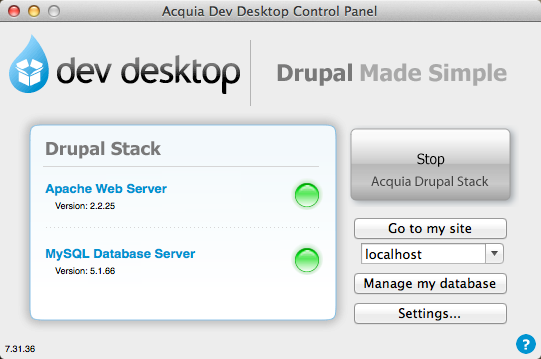 Acquia Dev Desktop Control Panel
dev desktop
Drupal Made Simple
Drupal Stack
Apache Web Server
Version: 2.2.25
MySQL Database Server
Version: 5.1.66
Stop
Acquia Drupal Stack
Go to my site
localhost
Manage my database
Settings...
7.31.36
?